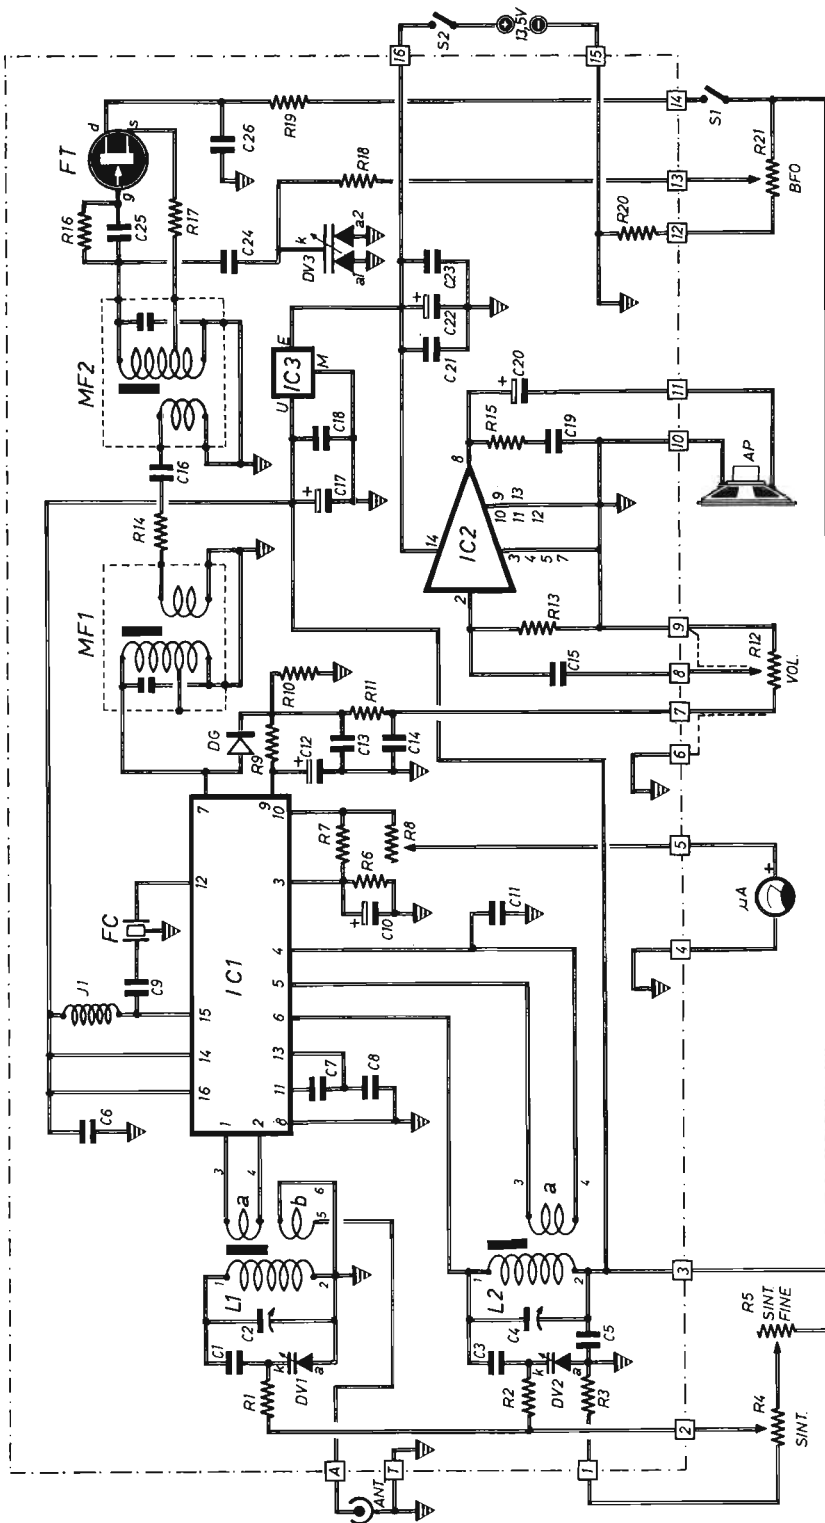 A
T
ANT
R1
C1
C2
L1
1
2
k
DV1
a
a
b
3
4
5
6
C6
J1
C9
FC
IC1
16
14
15
12
7
9
10
1
2
8
11
13
6
5
4
3
C7
C8
C10
C11
R6
R7
R8
R9
R10
DG
C12
+
C13
C14
R11
MF1
R14
C16
MF2
R16
C25
FT
g
d
s
R17
C24
C26
R19
R18
DV3
k
a1
a2
IC3
U
E
M
C17
+
C18
C21
C22
+
C23
IC2
2
14
8
3
4
5
7
9
10
11
12
13
R13
C15
R15
C19
C20
+
S2
13,5V
16
15
14
13
12
11
10
9
8
7
6
5
4
3
2
1
S1
R20
R21
BFO
AP
R12
VOL.
μA
+
R2
C3
C4
L2
1
2
k
DV2
a
C5
R3
a
3
4
R4
SINT.
R5
SINT.
FINE